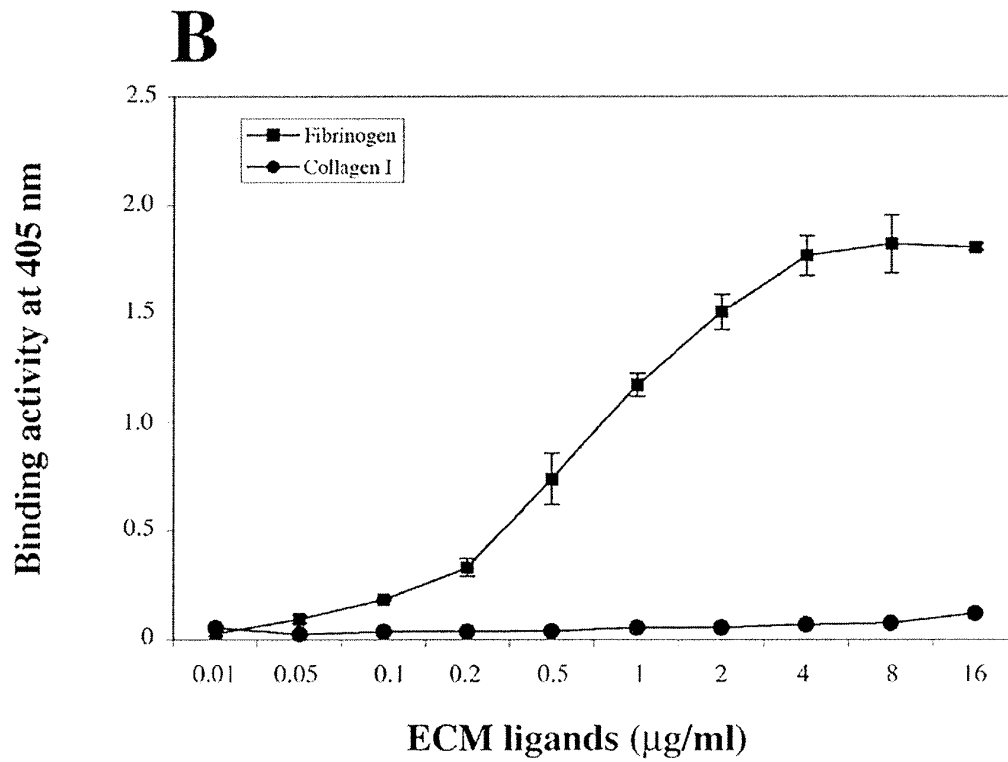 B
Binding activity at 405 nm
2.5
2.0
1.5
1.0
0.5
0
Fibrinogen
Collagen I
0.01 0.05 0.1 0.2 0.5 1 2 4 8 16
ECM ligands (µg/ml)